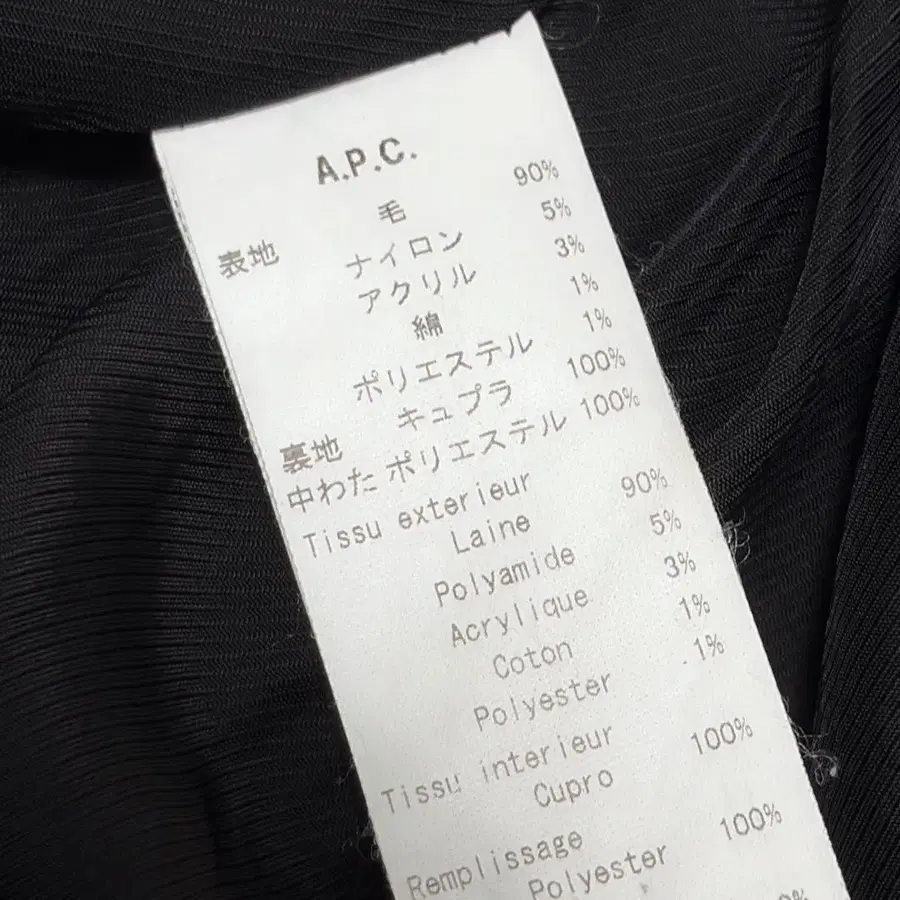 A.P.C.
表地 毛 90%
ナイロン 5%
アクリル 3%
綿 1%
ポリエステル 1%
裏地 キュプラ 100%
中わた ポリエステル 100%
Tissu exterieur
Laine 90%
Polyamide 5%
Acrylique 3%
Coton 1%
Polyester 1%
Tissu interieur
Cupro 100%
Remplissage
Polyester 100%